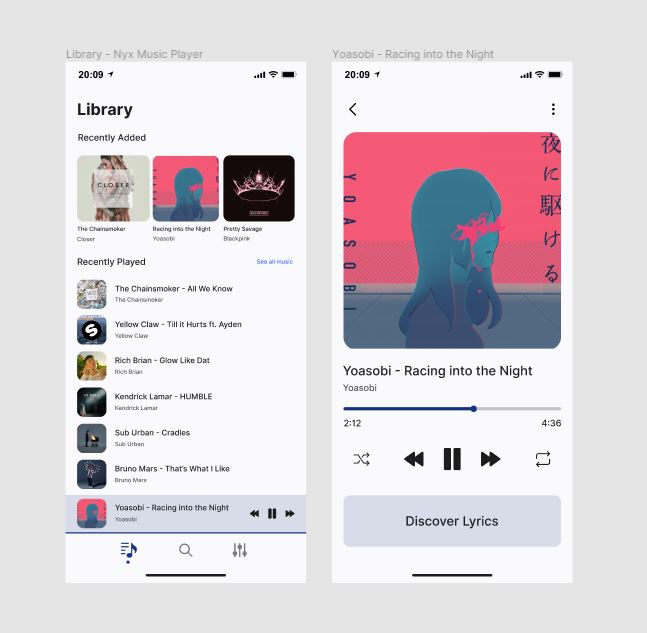 Library - Nyx Music Player
20:09
Library
Recently Added
CLOSER
The Chainsmoker
Closer
YOASOBI
Racing into the Night
Yoasobi
BLACKPINK
Pretty Savage
Blackpink
Recently Played
See all music
The Chainsmoker - All We Know
The Chainsmoker
Yellow Claw - Till it Hurts ft. Ayden
Yellow Claw
Rich Brian - Glow Like Dat
Rich Brian
Kendrick Lamar - HUMBLE
Kendrick Lamar
Sub Urban - Cradles
Sub Urban
Bruno Mars - That's What I Like
Bruno Mars
Yoasobi - Racing into the Night
Yoasobi
Yoasobi - Racing into the Night
20:09
YOASOBI
夜に駆ける
Yoasobi - Racing into the Night
Yoasobi
2:12
4:36
Discover Lyrics